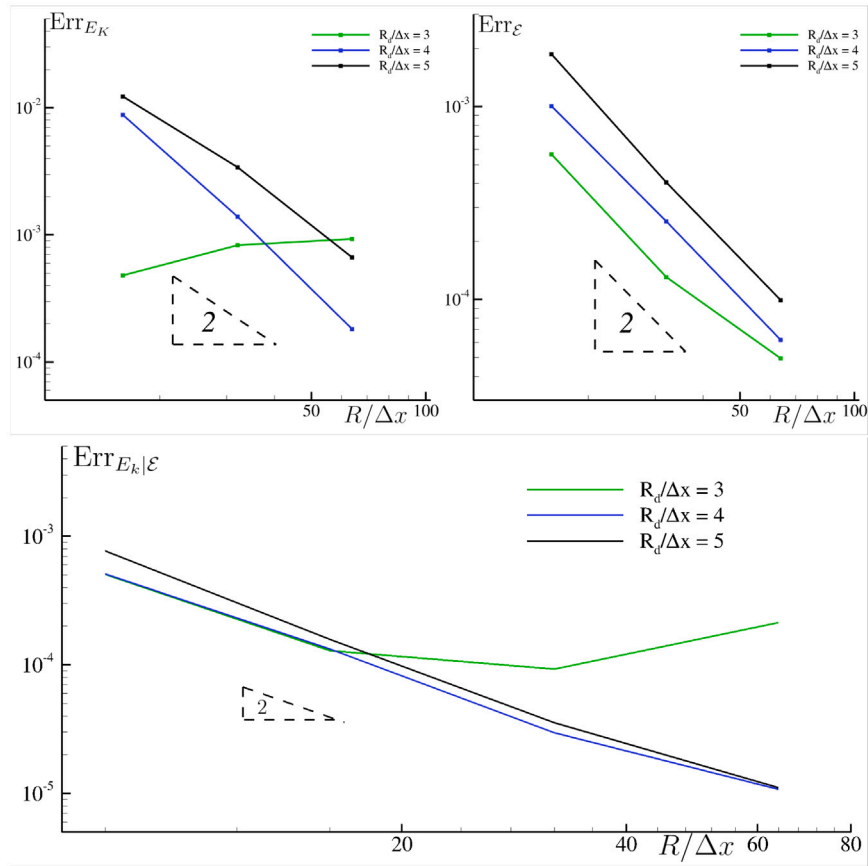 Err_{E_K}
R_d/Δx = 3
R_d/Δx = 4
R_d/Δx = 5
10^{-2}
10^{-3}
10^{-4}
2
50
100
R/Δx
Err_ℰ
R_d/Δx = 3
R_d/Δx = 4
R_d/Δx = 5
10^{-3}
10^{-4}
2
50
100
R/Δx
Err_{E_k|ℰ}
R_d/Δx = 3
R_d/Δx = 4
R_d/Δx = 5
10^{-3}
10^{-4}
10^{-5}
2
20
40
60
80
R/Δx